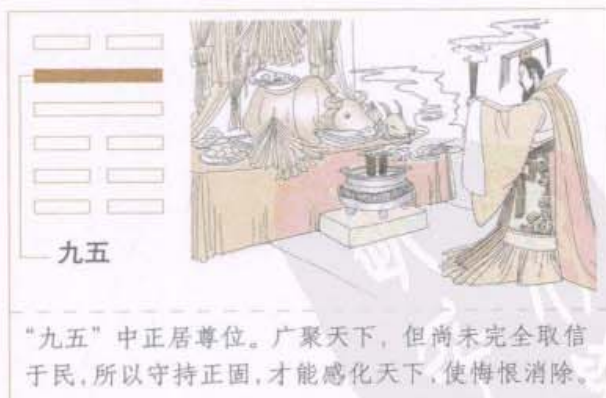 九五
“九五”中正居尊位。广聚天下，但尚未完全取信
于民，所以守持正固，才能感化天下，使悔恨消除。